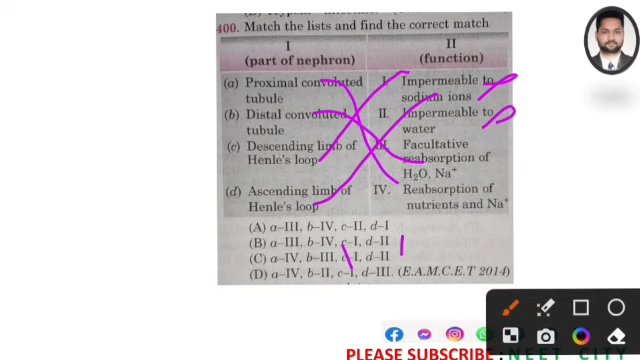 400. Match the lists and find the correct match
I
(part of nephron)
II
(function)
(a) Proximal convoluted
tubule
(b) Distal convoluted
tubule
(c) Descending limb of
Henle's loop
(d) Ascending limb of
Henle's loop
I. Impermeable to
sodium ions
II. Impermeable to
water
III. Facultative
reabsorption of
H₂O, Na⁺
IV. Reabsorption of
nutrients and Na⁺
(A) a–III, b–IV, c–II, d–I
(B) a–III, b–IV, c–I, d–II
(C) a–IV, b–III, c–I, d–II
(D) a–IV, b–II, c–I, d–III. (E.A.M.C.E.T 2014)
PLEASE SUBSCRIBE: NEET CITY